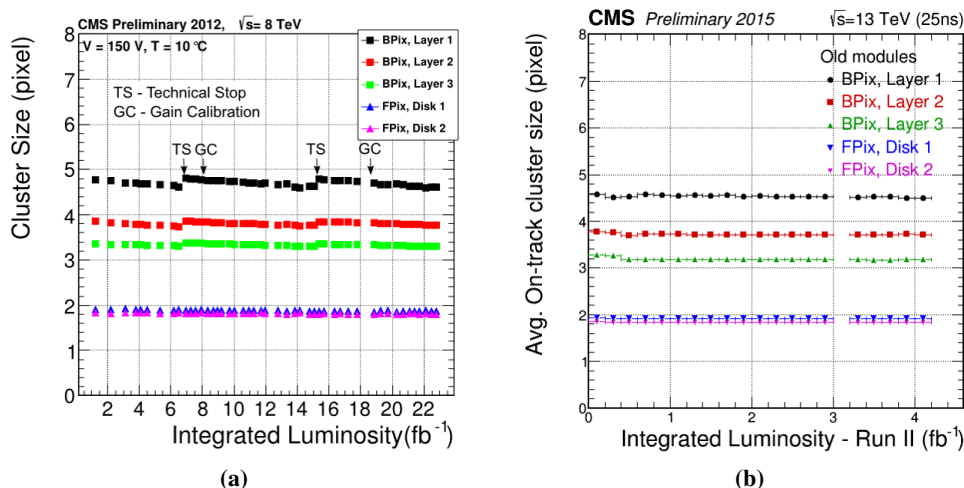 CMS Preliminary 2012, √s= 8 TeV
V = 150 V, T = 10 °C
TS - Technical Stop
GC - Gain Calibration
BPix, Layer 1
BPix, Layer 2
BPix, Layer 3
FPix, Disk 1
FPix, Disk 2
TS GC TS GC
Cluster Size (pixel)
8
7
6
5
4
3
2
1
0
2 4 6 8 10 12 14 16 18 20 22
Integrated Luminosity(fb⁻¹)
(a)
CMS Preliminary 2015 √s=13 TeV (25ns)
Old modules
BPix, Layer 1
BPix, Layer 2
BPix, Layer 3
FPix, Disk 1
FPix, Disk 2
Avg. On-track cluster size (pixel)
8
7
6
5
4
3
2
1
0
0 1 2 3 4
Integrated Luminosity - Run II (fb⁻¹)
(b)